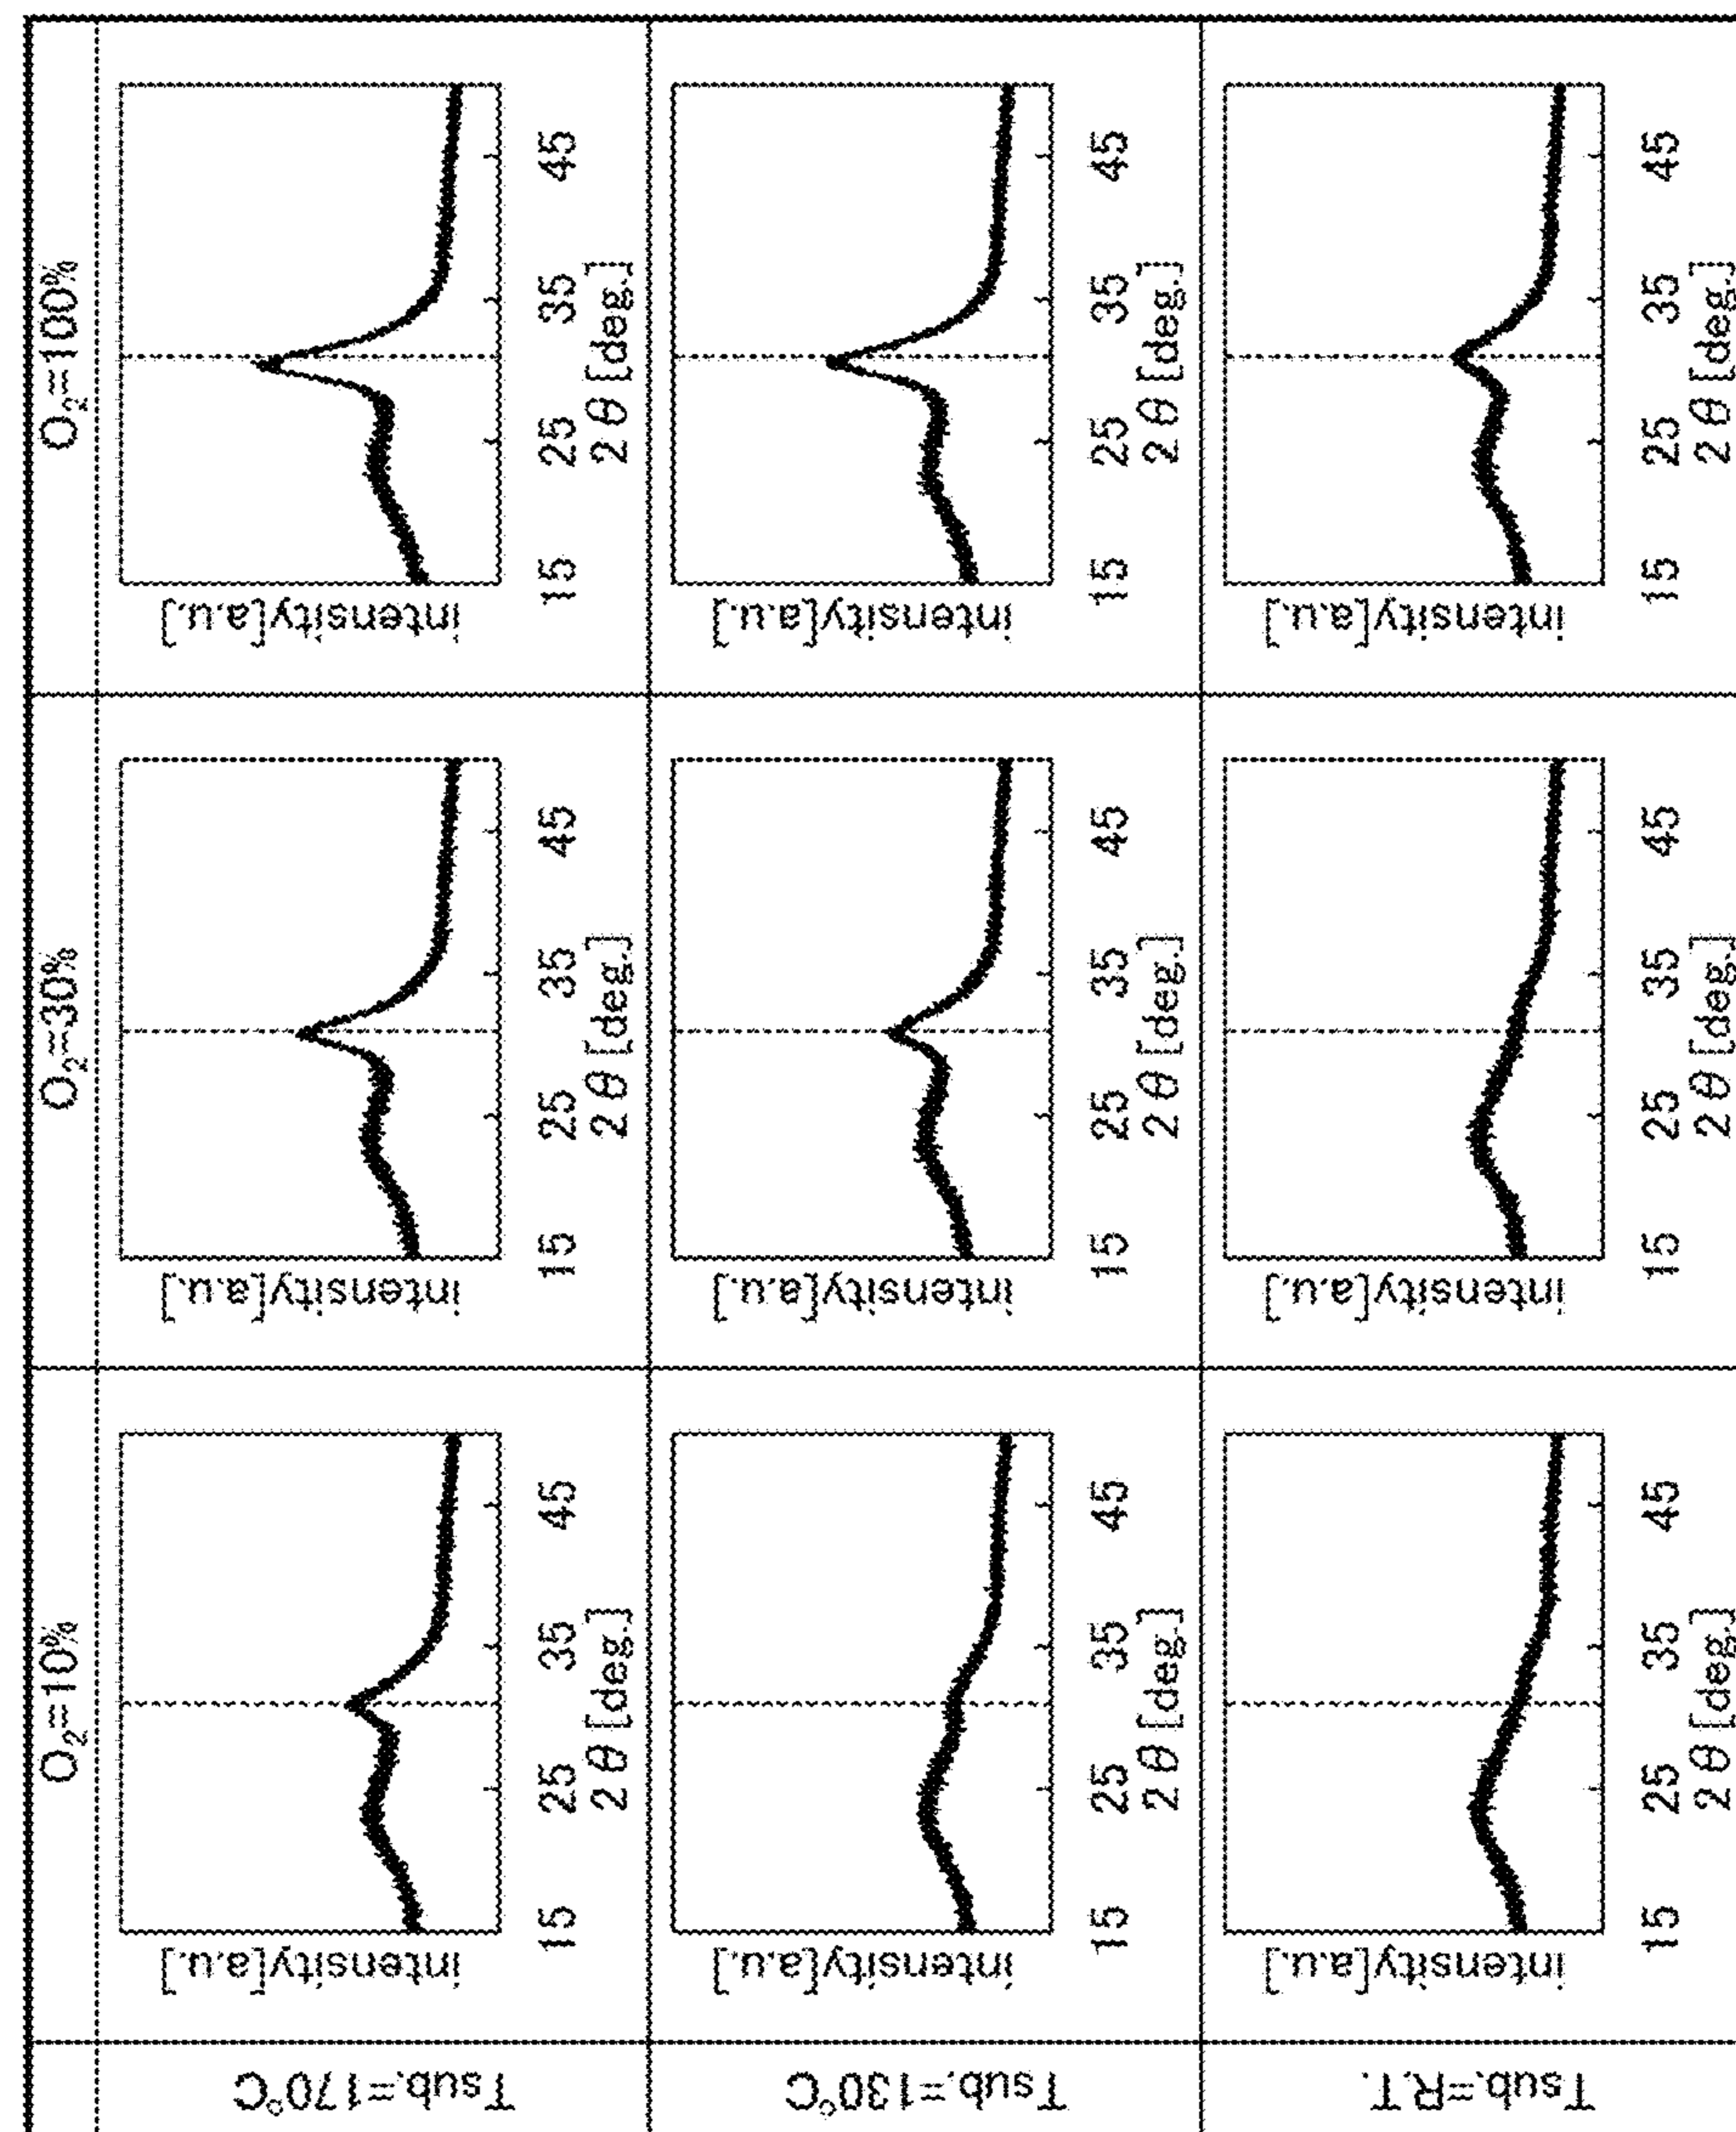 O₂=10% O₂=30% O₂=100%
Tsub.=170°C
intensity[a.u.] intensity[a.u.] intensity[a.u.]
15 25 35 45 15 25 35 45 15 25 35 45
2θ [deg.] 2θ [deg.] 2θ [deg.]
Tsub.=130°C
intensity[a.u.] intensity[a.u.] intensity[a.u.]
15 25 35 45 15 25 35 45 15 25 35 45
2θ [deg.] 2θ [deg.] 2θ [deg.]
Tsub.=R.T.
intensity[a.u.] intensity[a.u.] intensity[a.u.]
15 25 35 45 15 25 35 45 15 25 35 45
2θ [deg.] 2θ [deg.] 2θ [deg.]